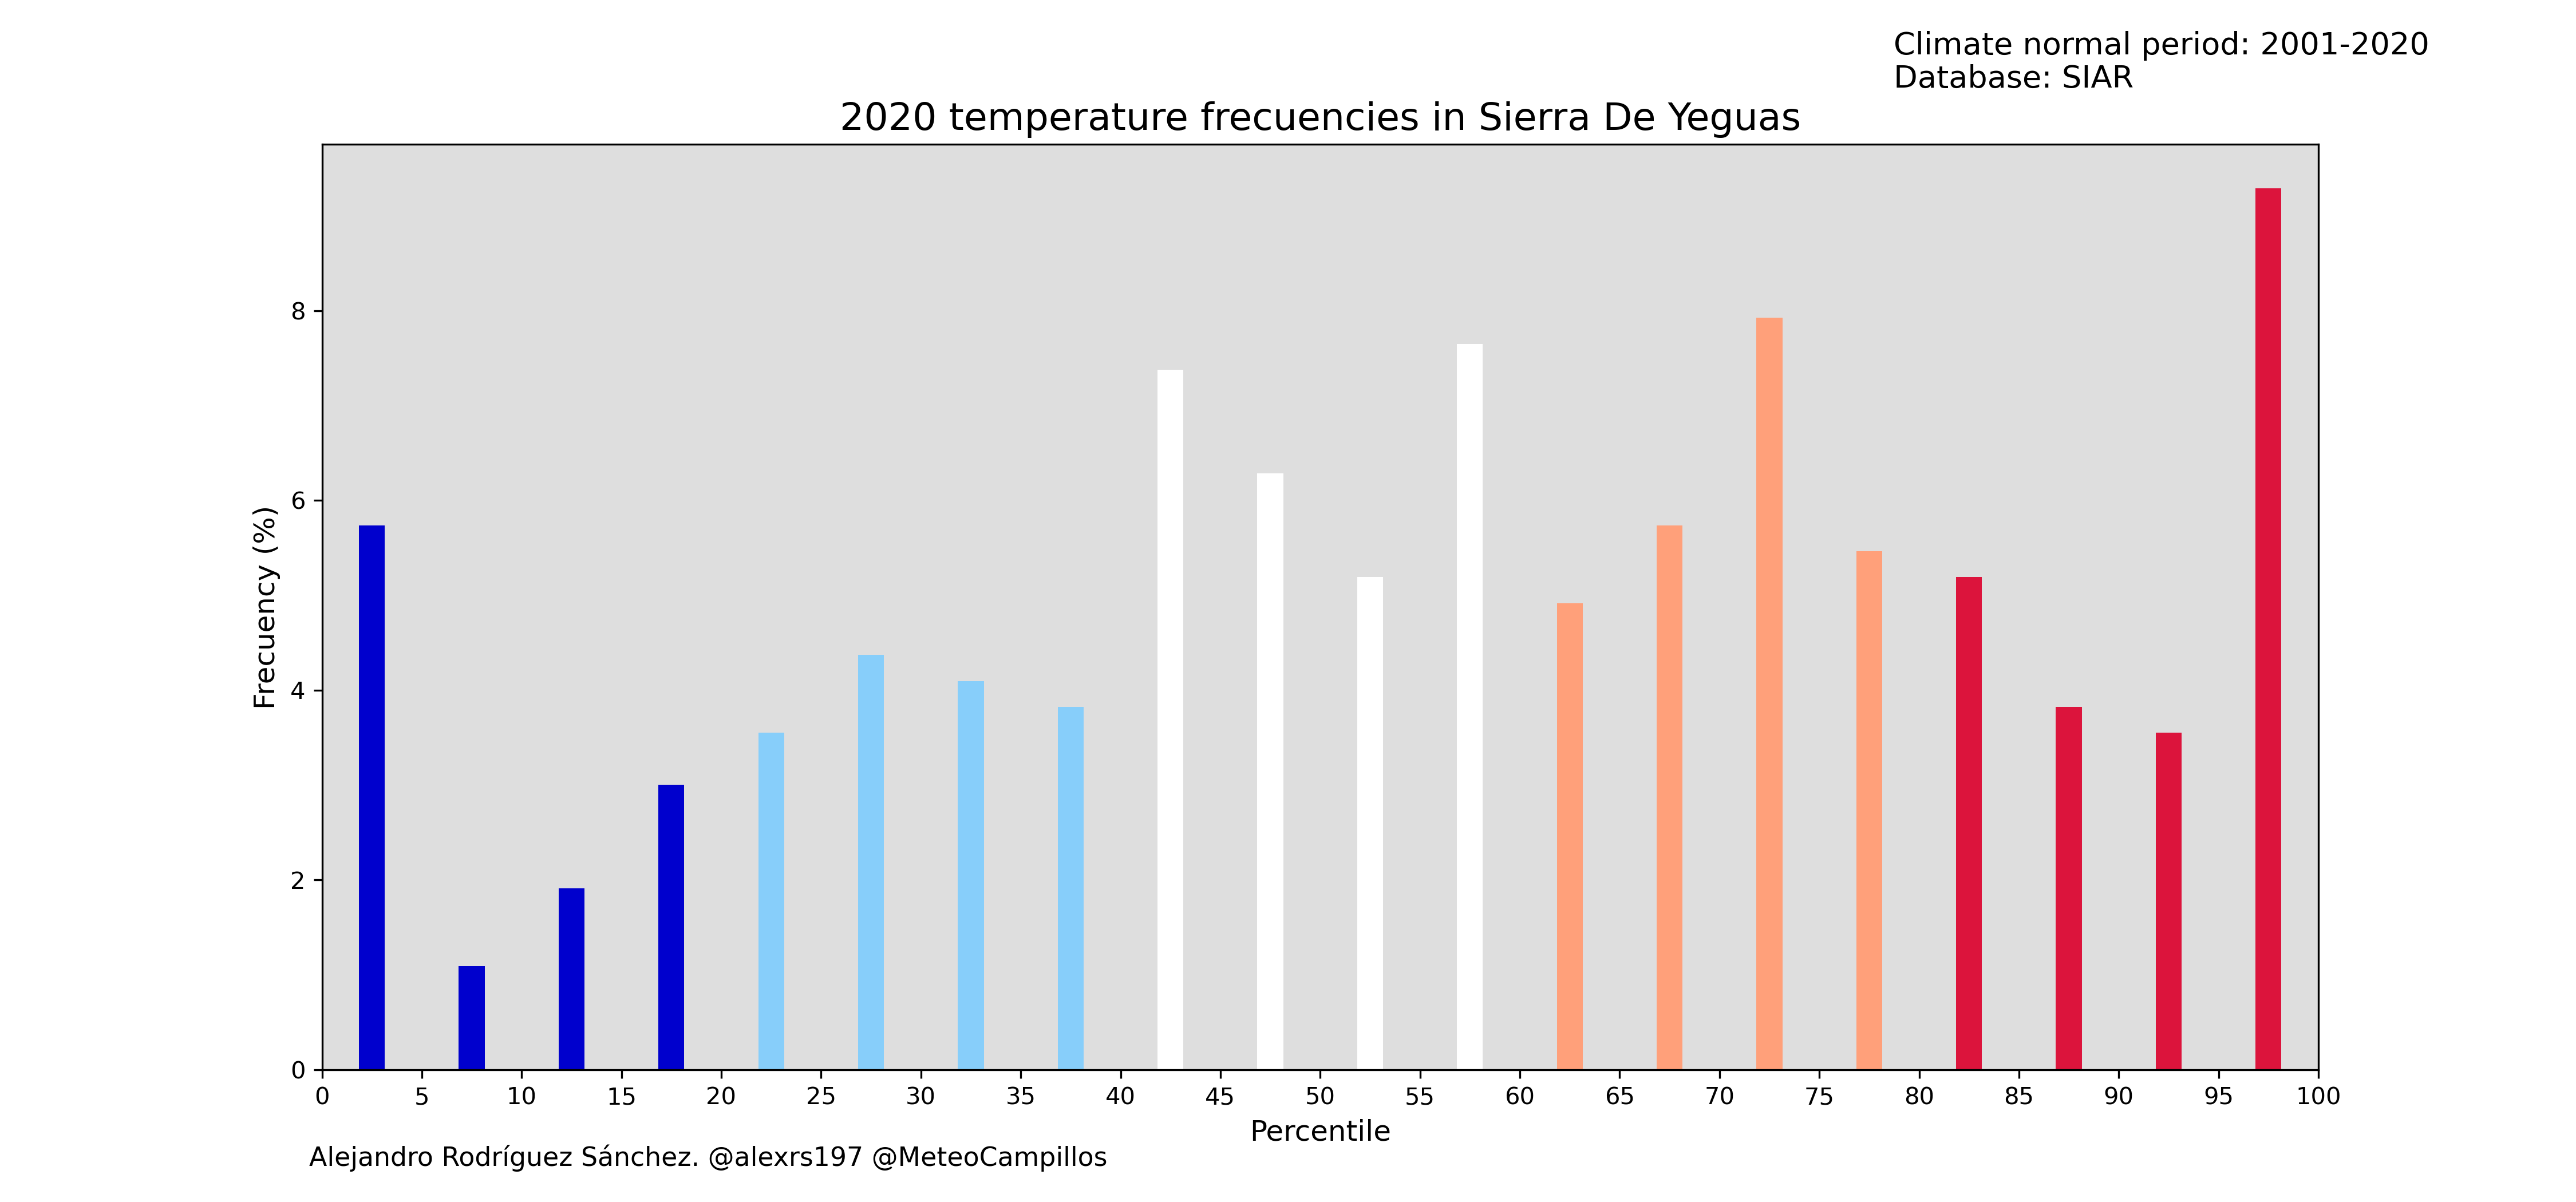 Climate normal period: 2001-2020
Database: SIAR
2020 temperature frecuencies in Sierra De Yeguas
8
6
4
2
0
Frecuency (%)
0 5 10 15 20 25 30 35 40 45 50 55 60 65 70 75 80 85 90 95 100
Percentile
Alejandro Rodríguez Sánchez. @alexrs197 @MeteoCampillos